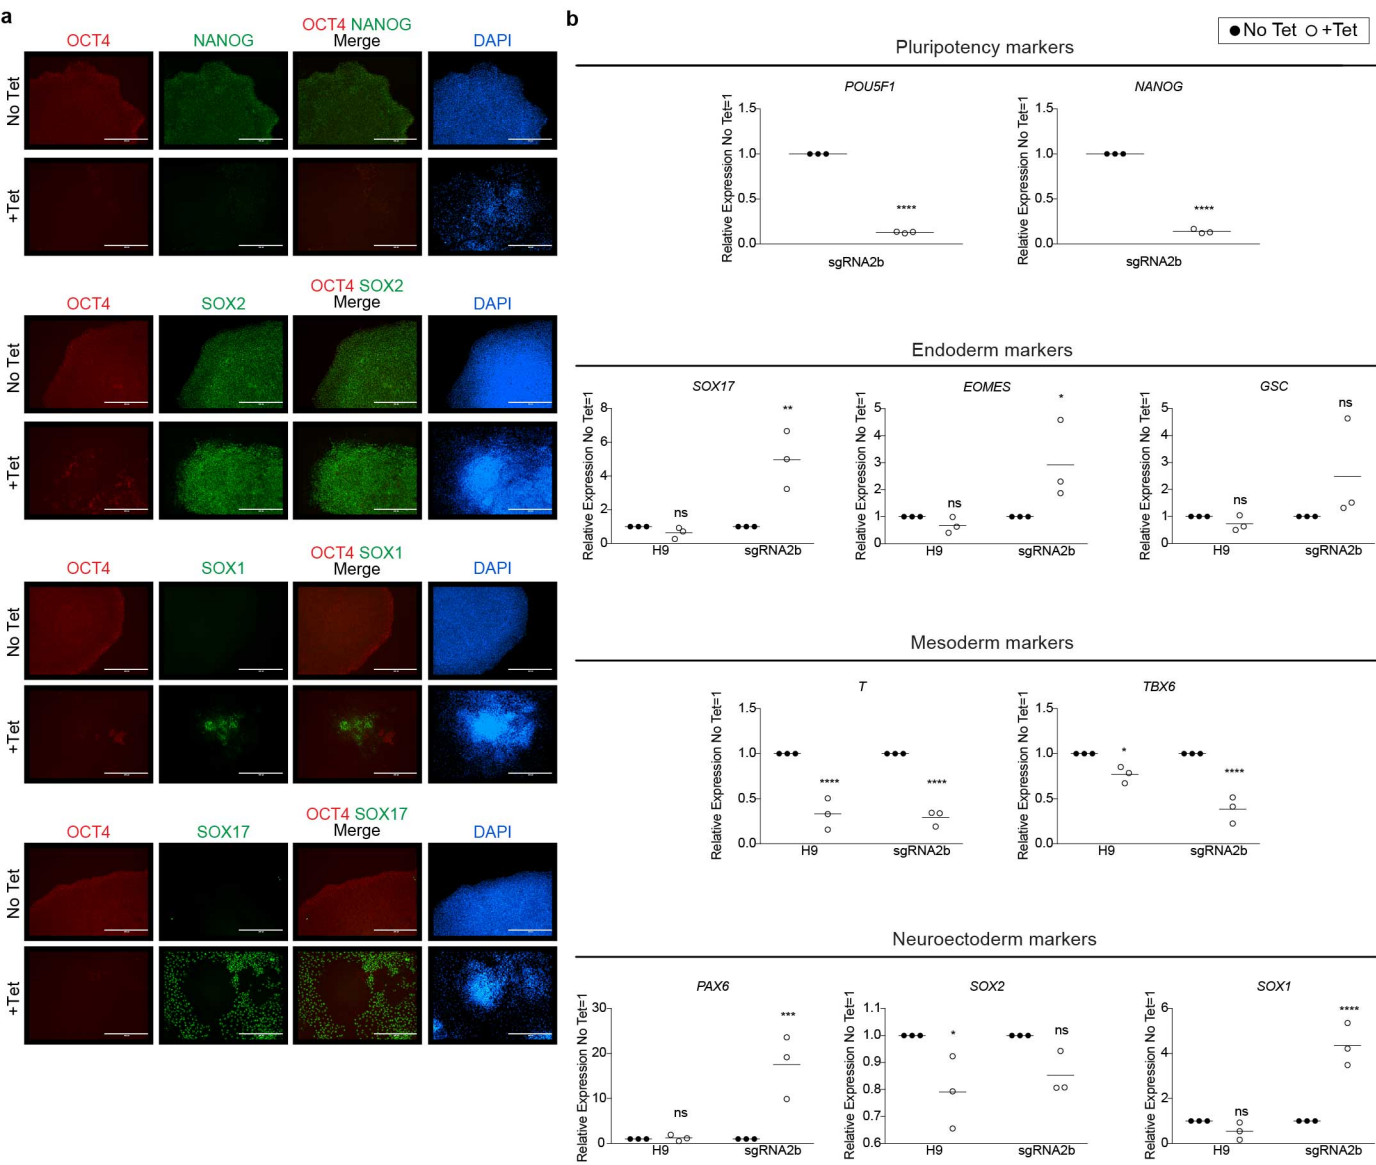 a
OCT4 NANOG OCT4 NANOG Merge DAPI
No Tet
+Tet
OCT4 SOX2 OCT4 SOX2 Merge DAPI
No Tet
+Tet
OCT4 SOX1 OCT4 SOX1 Merge DAPI
No Tet
+Tet
OCT4 SOX17 OCT4 SOX17 Merge DAPI
No Tet
+Tet
b
No Tet +Tet
Pluripotency markers
POU5F1
Relative Expression No Tet=1
1.5
1.0
0.5
0.0
****
sgRNA2b
NANOG
Relative Expression No Tet=1
1.5
1.0
0.5
0.0
****
sgRNA2b
Endoderm markers
SOX17
Relative Expression No Tet=1
8
6
4
2
0
ns
**
H9 sgRNA2b
EOMES
Relative Expression No Tet=1
5
4
3
2
1
0
ns
*
H9 sgRNA2b
GSC
Relative Expression No Tet=1
5
4
3
2
1
0
ns
ns
H9 sgRNA2b
Mesoderm markers
T
Relative Expression No Tet=1
1.5
1.0
0.5
0.0
****
****
H9 sgRNA2b
TBX6
Relative Expression No Tet=1
1.5
1.0
0.5
0.0
*
****
H9 sgRNA2b
Neuroectoderm markers
PAX6
Relative Expression No Tet=1
30
20
10
0
ns
***
H9 sgRNA2b
SOX2
Relative Expression No Tet=1
1.1
1.0
0.9
0.8
0.7
0.6
*
ns
H9 sgRNA2b
SOX1
Relative Expression No Tet=1
6
4
2
0
ns
****
H9 sgRNA2b